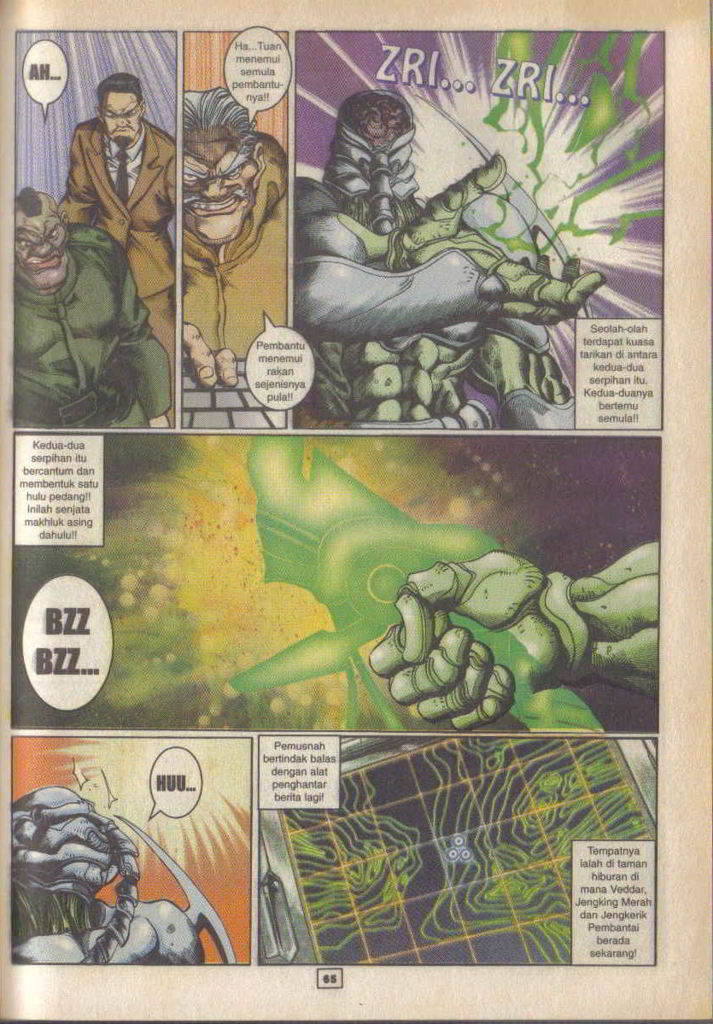 AH...
Ha...Tuan
menemui
semula
pembantu-
nya!!
Pembantu
menemui
rakan
sejenisnya
pula!!
ZRI... ZRI...
Seolah-olah
terdapat kuasa
tarikan di antara
kedua-dua
serpihan itu.
Kedua-duanya
bertemu
semula!!
Kedua-dua
serpihan itu
bercantum dan
membentuk satu
hulu pedang!!
Inilah senjata
makhluk asing
dahulu!!
BZZ
BZZ...
HUU...
Pemusnah
bertindak balas
dengan alat
penghantar
berita lagi!
Tempatnya
ialah di taman
hiburan di
mana Veddar,
Jengking Merah
dan Jengkerik
Pembantai
berada
sekarang!
65